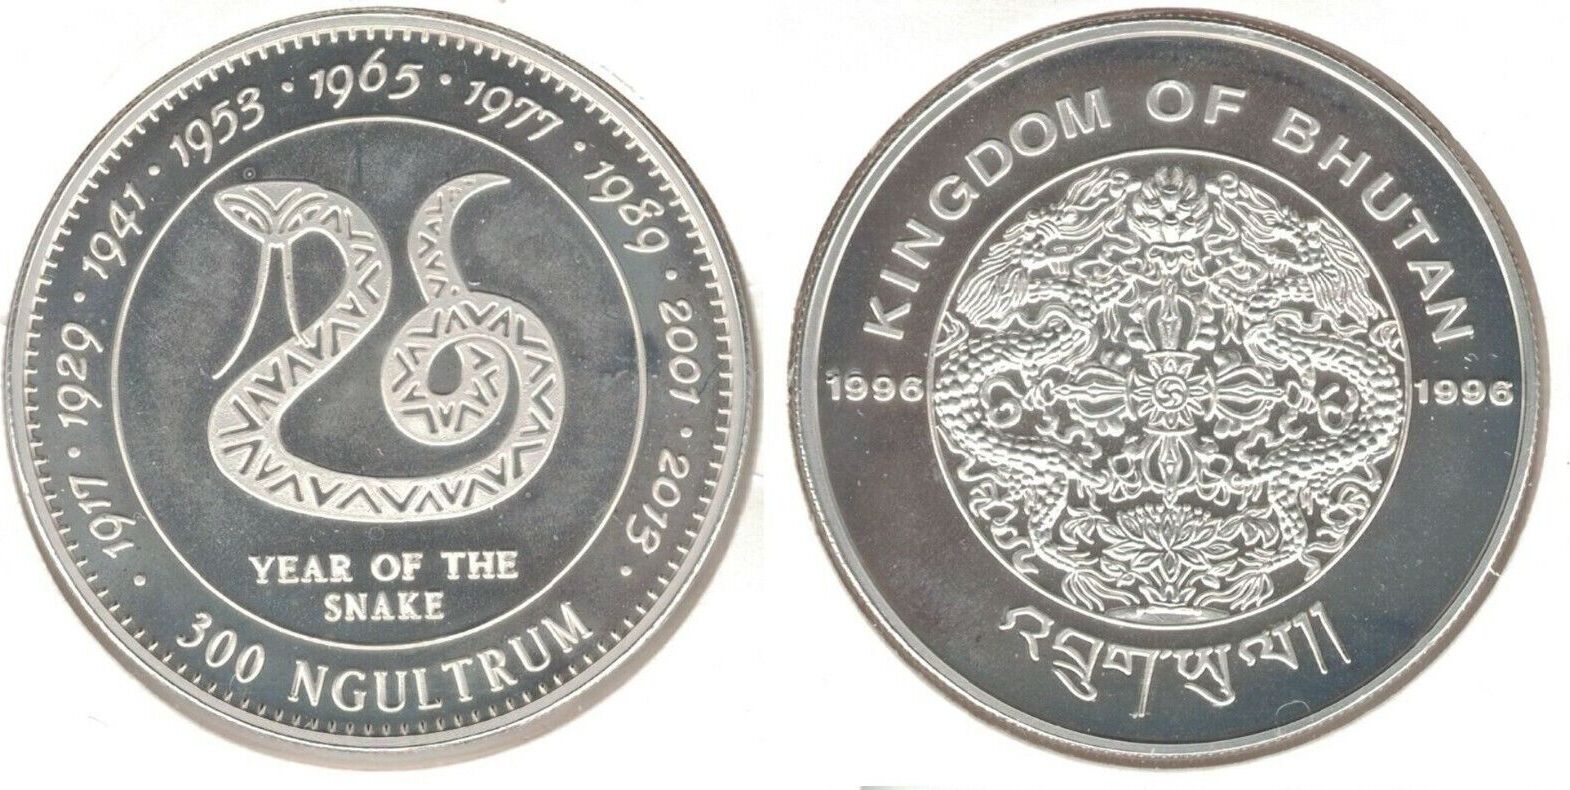 1917 · 1929 · 1941 · 1953 · 1965 · 1977 · 1989 · 2001 · 2013 ·
YEAR OF THE
SNAKE
300 NGULTRUM
KINGDOM OF BHUTAN
1996 1996
འབྲུག་ཡུལ།།